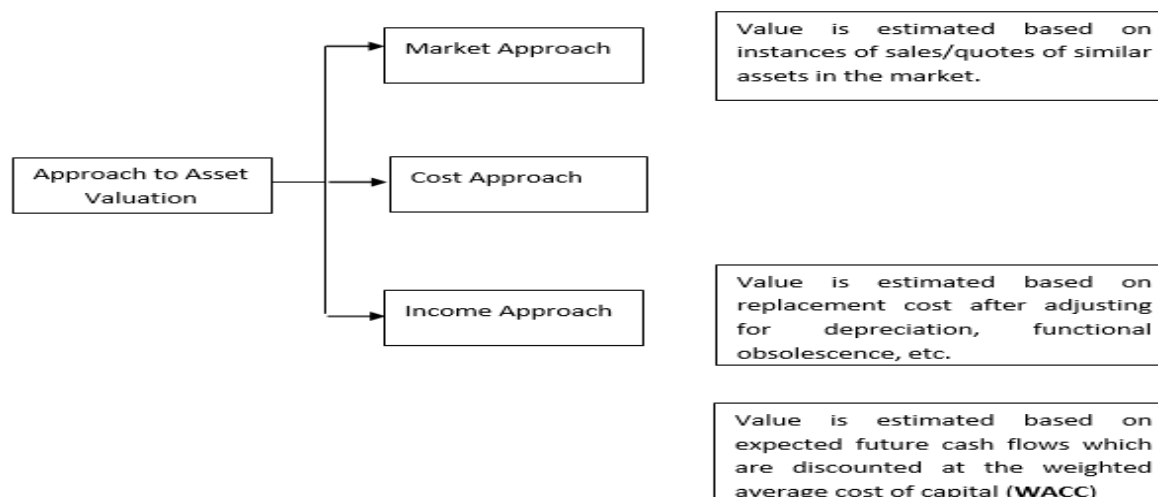 Market Approach
Value is estimated based on
instances of sales/quotes of similar
assets in the market.
Approach to Asset
Valuation
Cost Approach
Income Approach
Value is estimated based on
replacement cost after adjusting
for depreciation, functional
obsolescence, etc.
Value is estimated based on
expected future cash flows which
are discounted at the weighted
average cost of capital (WACC)